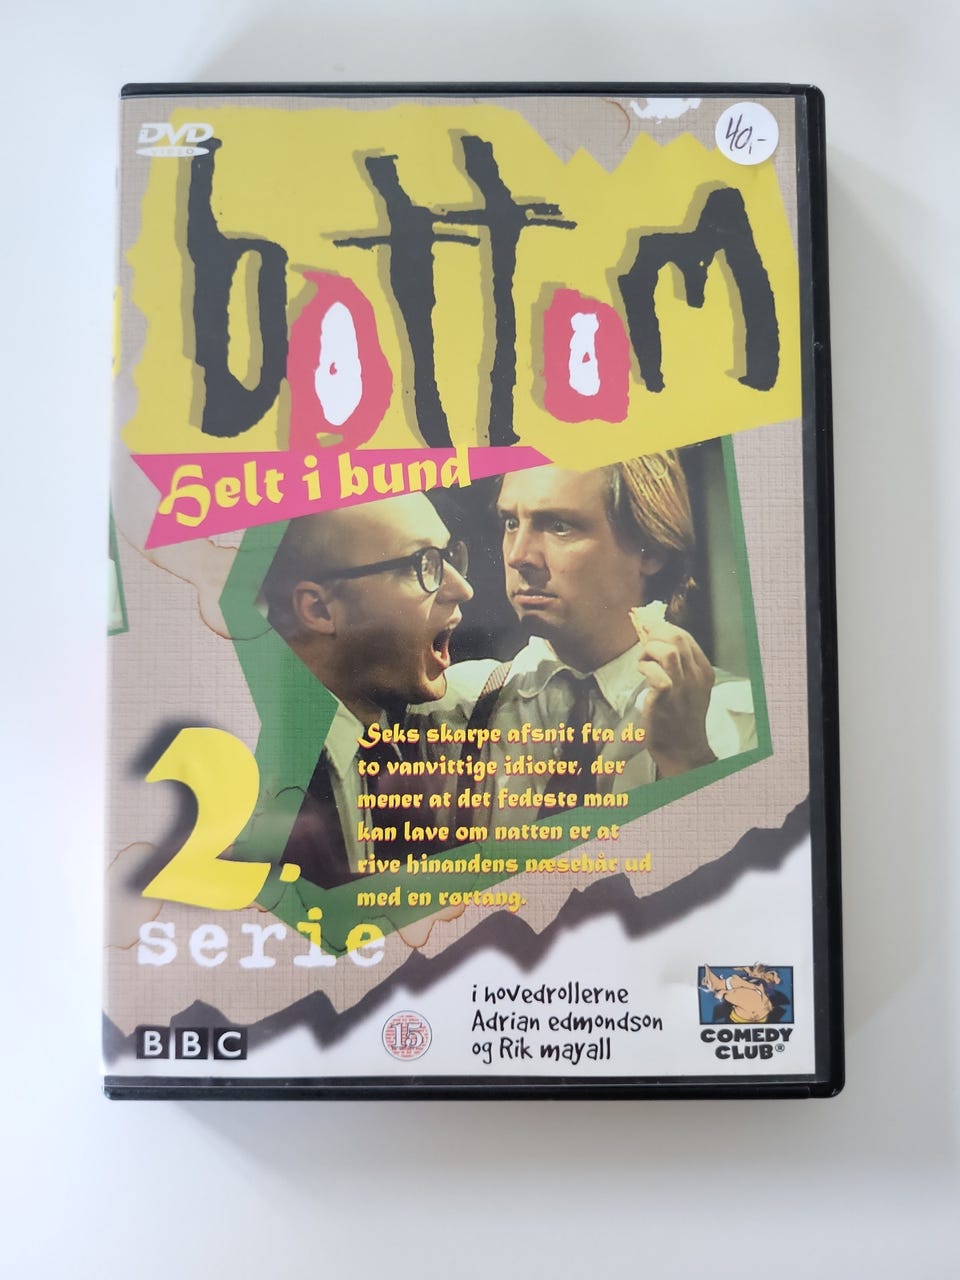 DVD
VIDEO
40,-
bottom
Helt i bund
Seks skarpe afsnit fra de
to vanvittige idioter, der
mener at det fedeste man
kan lave om natten er at
rive hinandens næsehår ud
med en rørtang.
2.
serie
i hovedrollerne
Adrian edmondson
og Rik mayall
BBC
15
COMEDY
CLUB®